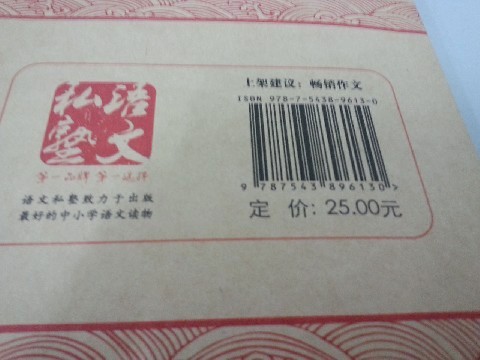 语文
私塾
第一品牌 第一选择
语文私塾致力于出版
最好的中小学语文读物
上架建议：畅销作文
ISBN 978-7-5438-9613-0
9 787543 896130 >
定 价: 25.00元